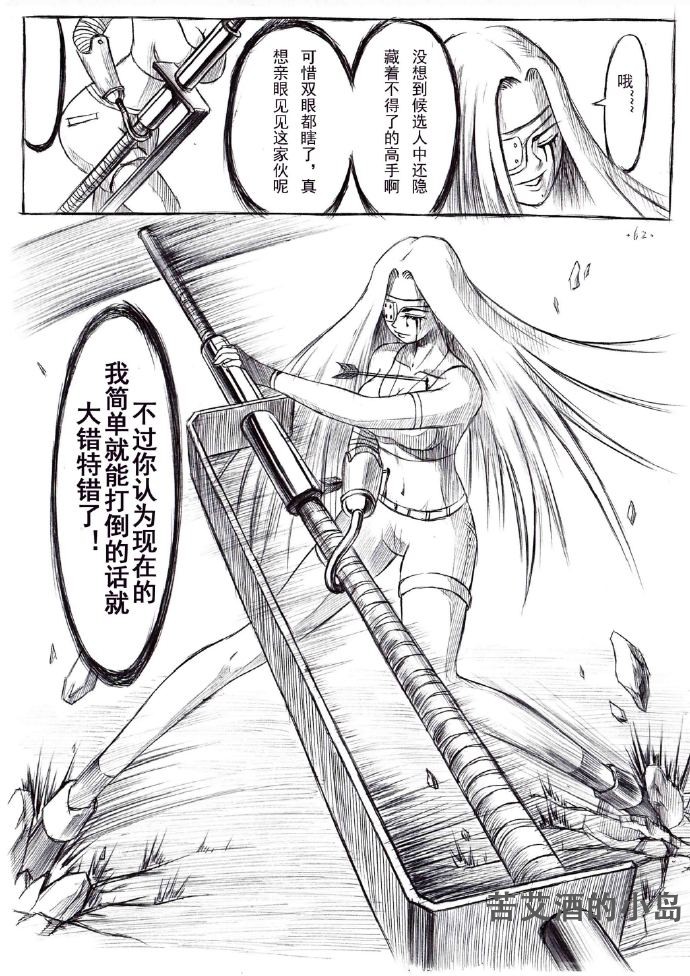 哦~~~
没想到候选人中还隐
藏着不得了的高手啊
可惜双眼都瞎了，真
想亲眼见见这家伙呢
·62·
不过你认为现在的
我简单就能打倒的话就
大错特错了！
苦艾酒的小岛